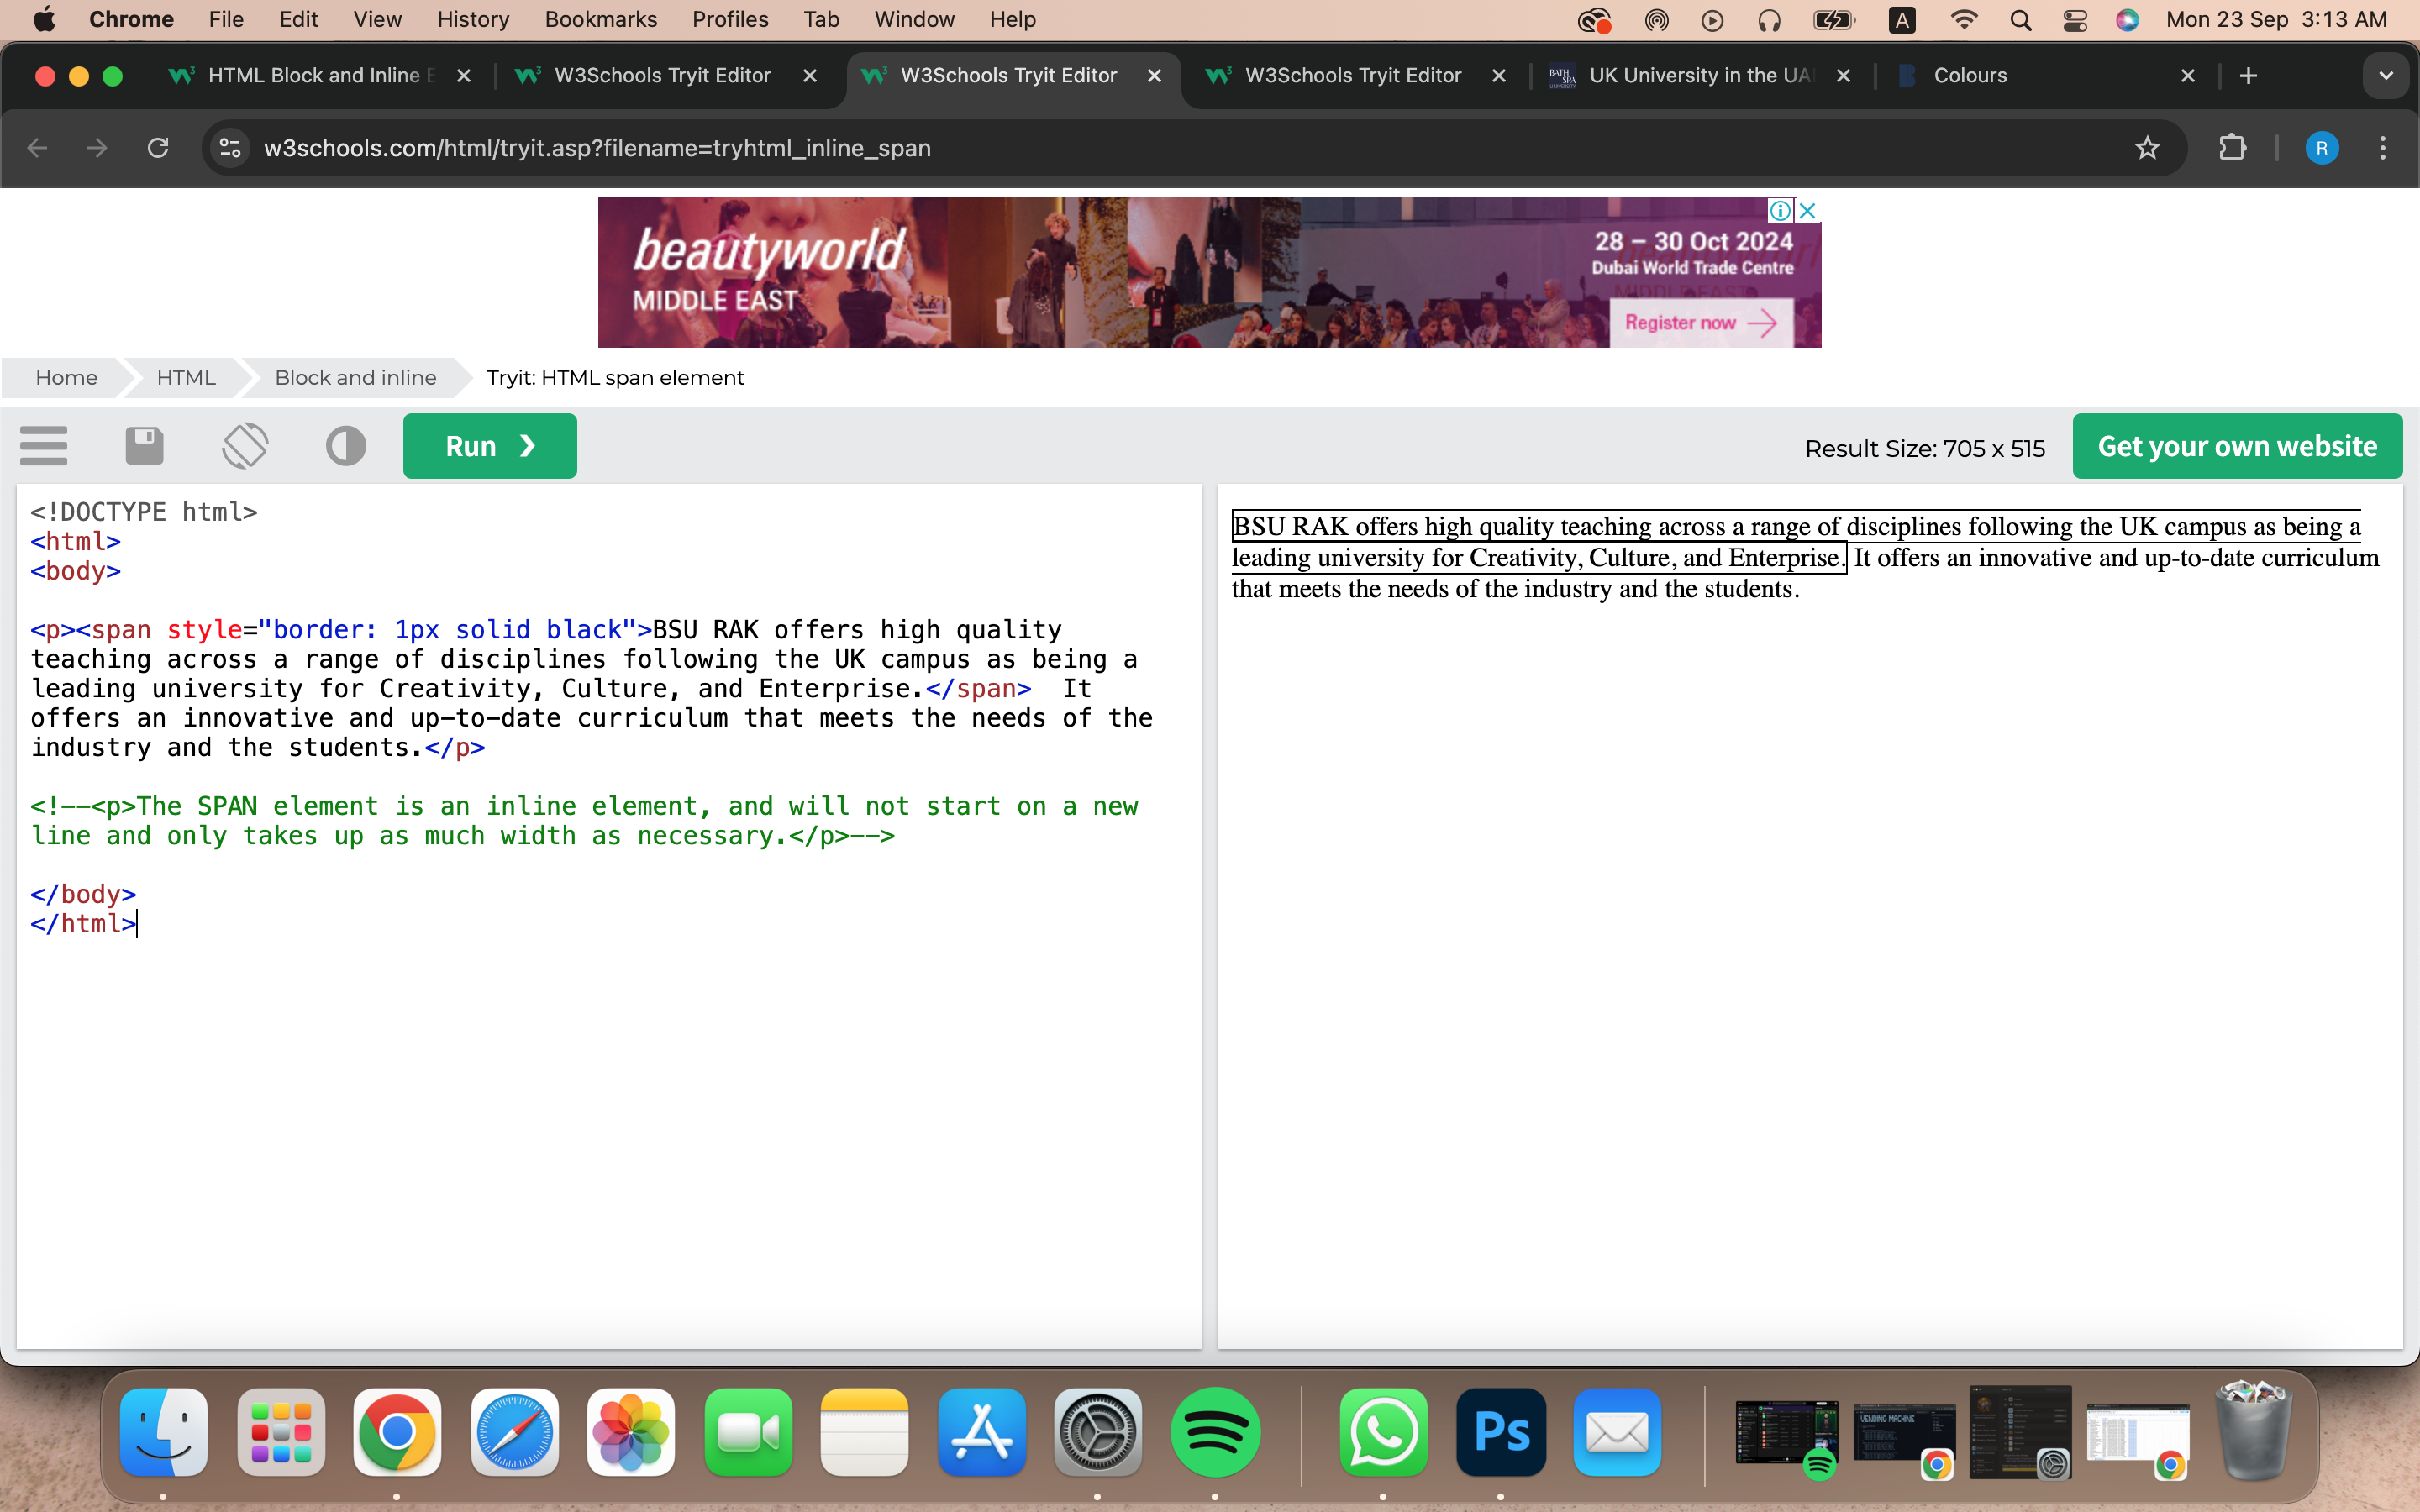 Chrome File Edit View History Bookmarks Profiles Tab Window Help A Mon 23 Sep 3:13 AM
HTML Block and Inline W3Schools Tryit Editor W3Schools Tryit Editor W3Schools Tryit Editor BATH SPA UNIVERSITY UK University in the UA Colours
w3schools.com/html/tryit.asp?filename=tryhtml_inline_span R
beautyworld
MIDDLE EAST
28 – 30 Oct 2024
Dubai World Trade Centre
Register now
Home HTML Block and inline Tryit: HTML span element
Run ❯ Result Size: 705 x 515 Get your own website
<!DOCTYPE html>
<html>
<body>
<p><span style="border: 1px solid black">BSU RAK offers high quality
teaching across a range of disciplines following the UK campus as being a
leading university for Creativity, Culture, and Enterprise.</span>  It
offers an innovative and up-to-date curriculum that meets the needs of the
industry and the students.</p>
<!--<p>The SPAN element is an inline element, and will not start on a new
line and only takes up as much width as necessary.</p>-->
</body>
</html>
BSU RAK offers high quality teaching across a range of disciplines following the UK campus as being a
leading university for Creativity, Culture, and Enterprise. It offers an innovative and up-to-date curriculum
that meets the needs of the industry and the students.
Ps
VENDING MACHINE